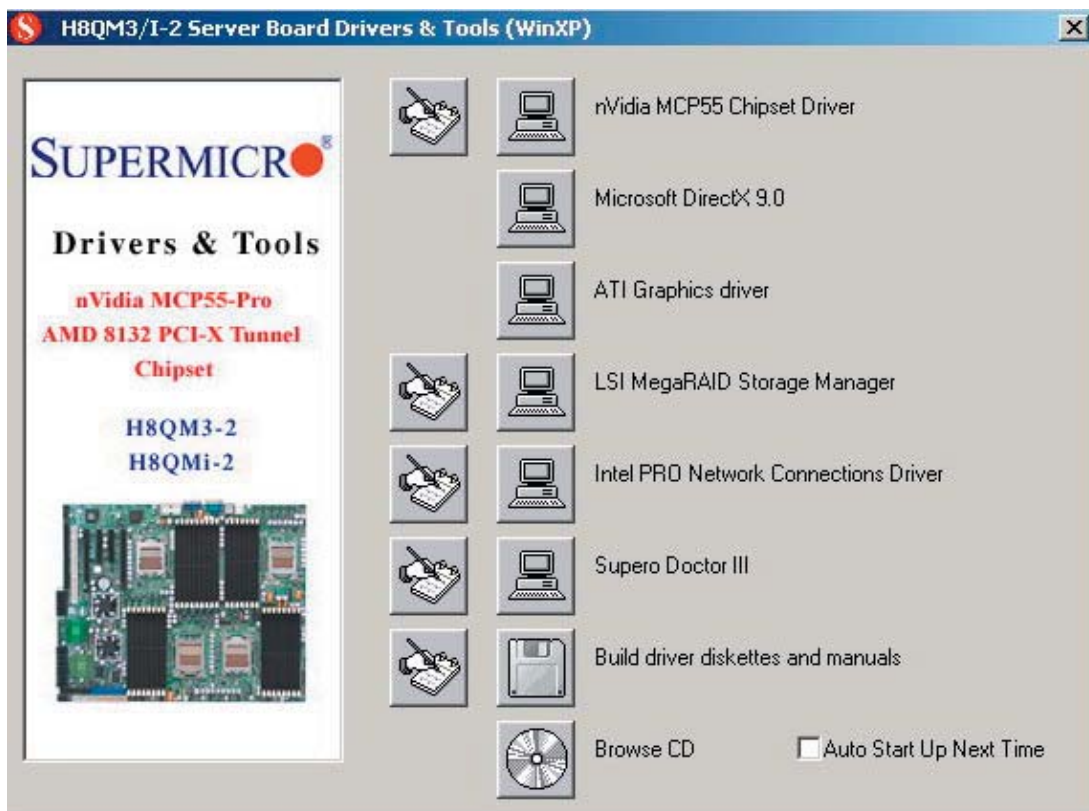 H8QM3/I-2 Server Board Drivers & Tools (WinXP)
SUPERMICRO®
Drivers & Tools
nVidia MCP55-Pro
AMD 8132 PCI-X Tunnel
Chipset
H8QM3-2
H8QMi-2
nVidia MCP55 Chipset Driver
Microsoft DirectX 9.0
ATI Graphics driver
LSI MegaRAID Storage Manager
Intel PRO Network Connections Driver
Supero Doctor III
Build driver diskettes and manuals
Browse CD
Auto Start Up Next Time